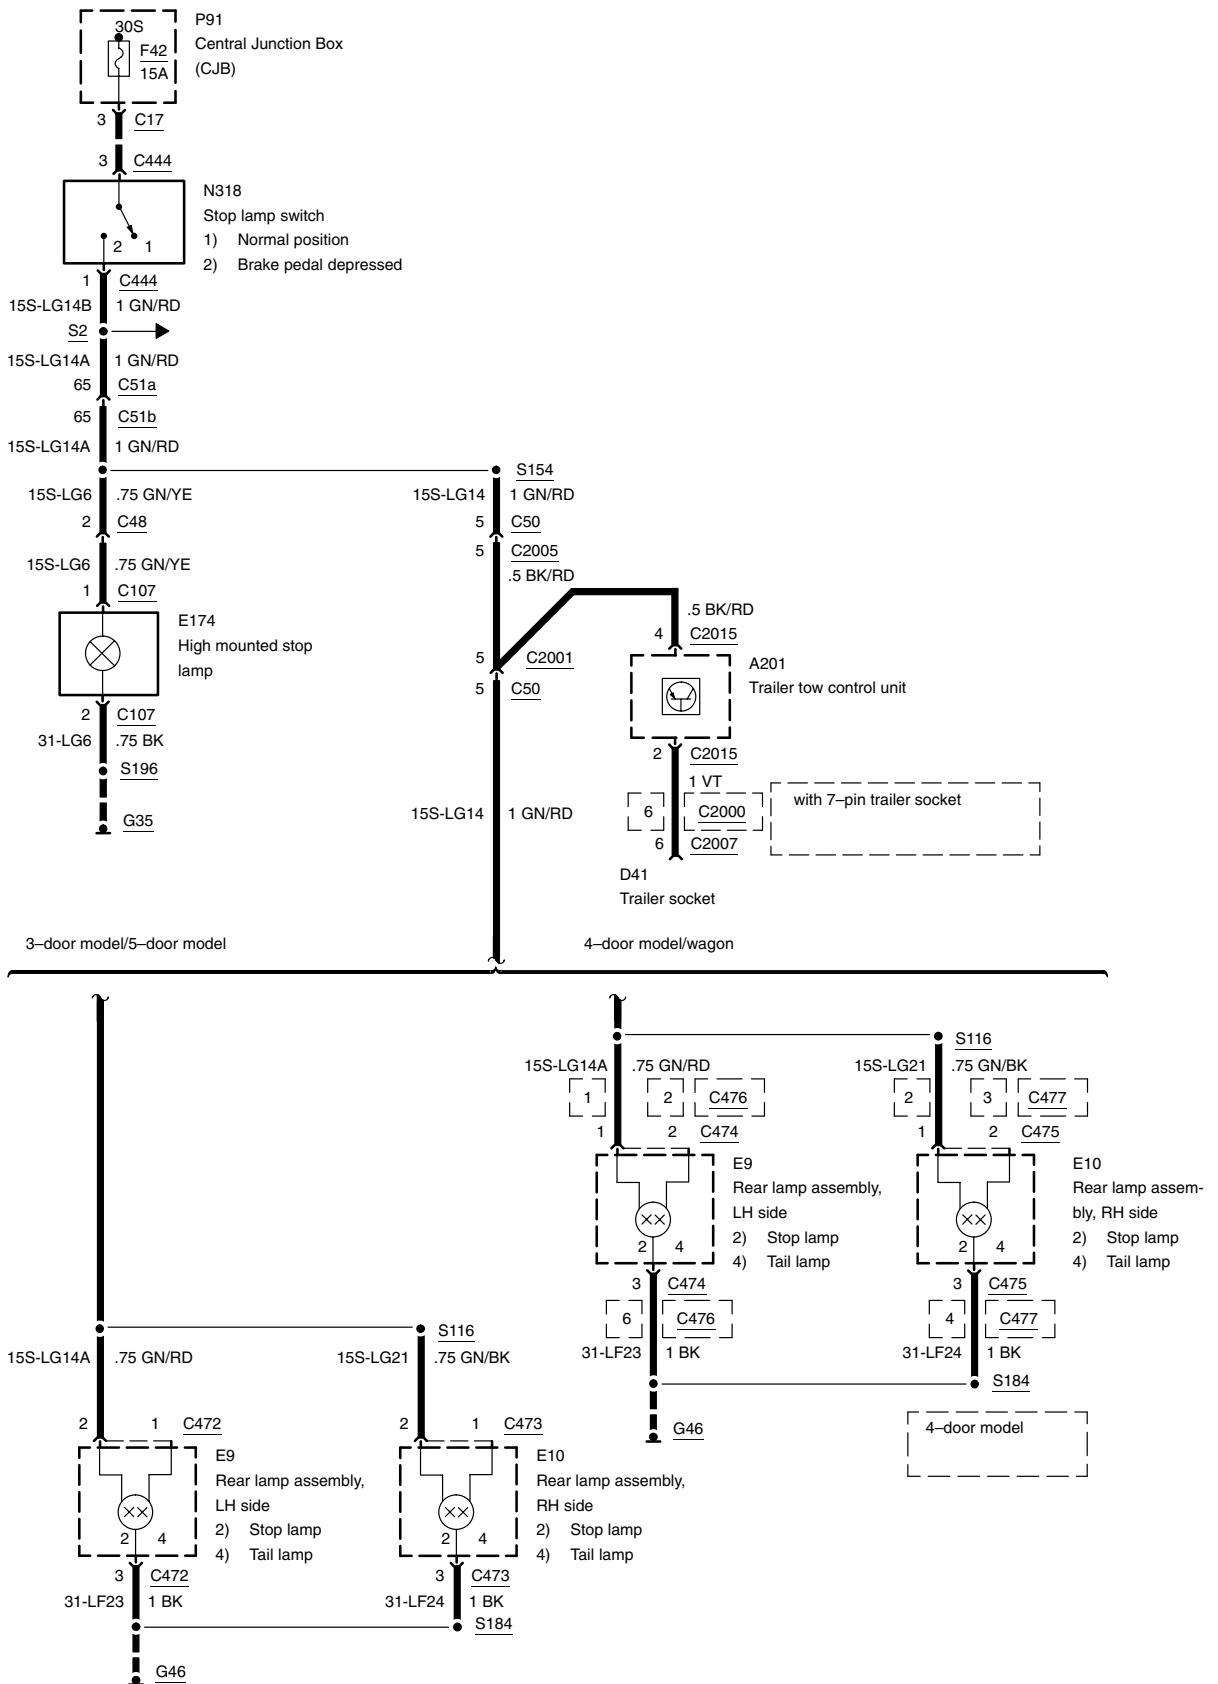 30S
F42
15A
P91
Central Junction Box
(CJB)
3 C17
3 C444
N318
Stop lamp switch
1) Normal position
2) Brake pedal depressed
2 1
1 C444
15S-LG14B 1 GN/RD
S2
15S-LG14A 1 GN/RD
65 C51a
65 C51b
15S-LG14A 1 GN/RD
S154
15S-LG6 .75 GN/YE
15S-LG14 1 GN/RD
2 C48
5 C50
5 C2005
15S-LG6 .75 GN/YE
.5 BK/RD
1 C107
.5 BK/RD
E174
High mounted stop
lamp
4 C2015
5 C2001
5 C50
A201
Trailer tow control unit
2 C107
31-LG6 .75 BK
2 C2015
S196
1 VT
with 7–pin trailer socket
6 C2000
G35
15S-LG14 1 GN/RD
6 C2007
D41
Trailer socket
3–door model/5–door model
4–door model/wagon
S116
15S-LG14A .75 GN/RD
15S-LG21 .75 GN/BK
1 2 C476
2 3 C477
1 2 C474
1 2 C475
E9
Rear lamp assembly,
LH side
2) Stop lamp
4) Tail lamp
2 4
E10
Rear lamp assem-
bly, RH side
2) Stop lamp
4) Tail lamp
2 4
3 C474
3 C475
6 C476
4 C477
31-LF23 1 BK
31-LF24 1 BK
S184
G46
4–door model
S116
15S-LG14A .75 GN/RD
15S-LG21 .75 GN/BK
2 1 C472
2 1 C473
E9
Rear lamp assembly,
LH side
2) Stop lamp
4) Tail lamp
2 4
E10
Rear lamp assembly,
RH side
2) Stop lamp
4) Tail lamp
2 4
3 C472
3 C473
31-LF23 1 BK
31-LF24 1 BK
S184
G46